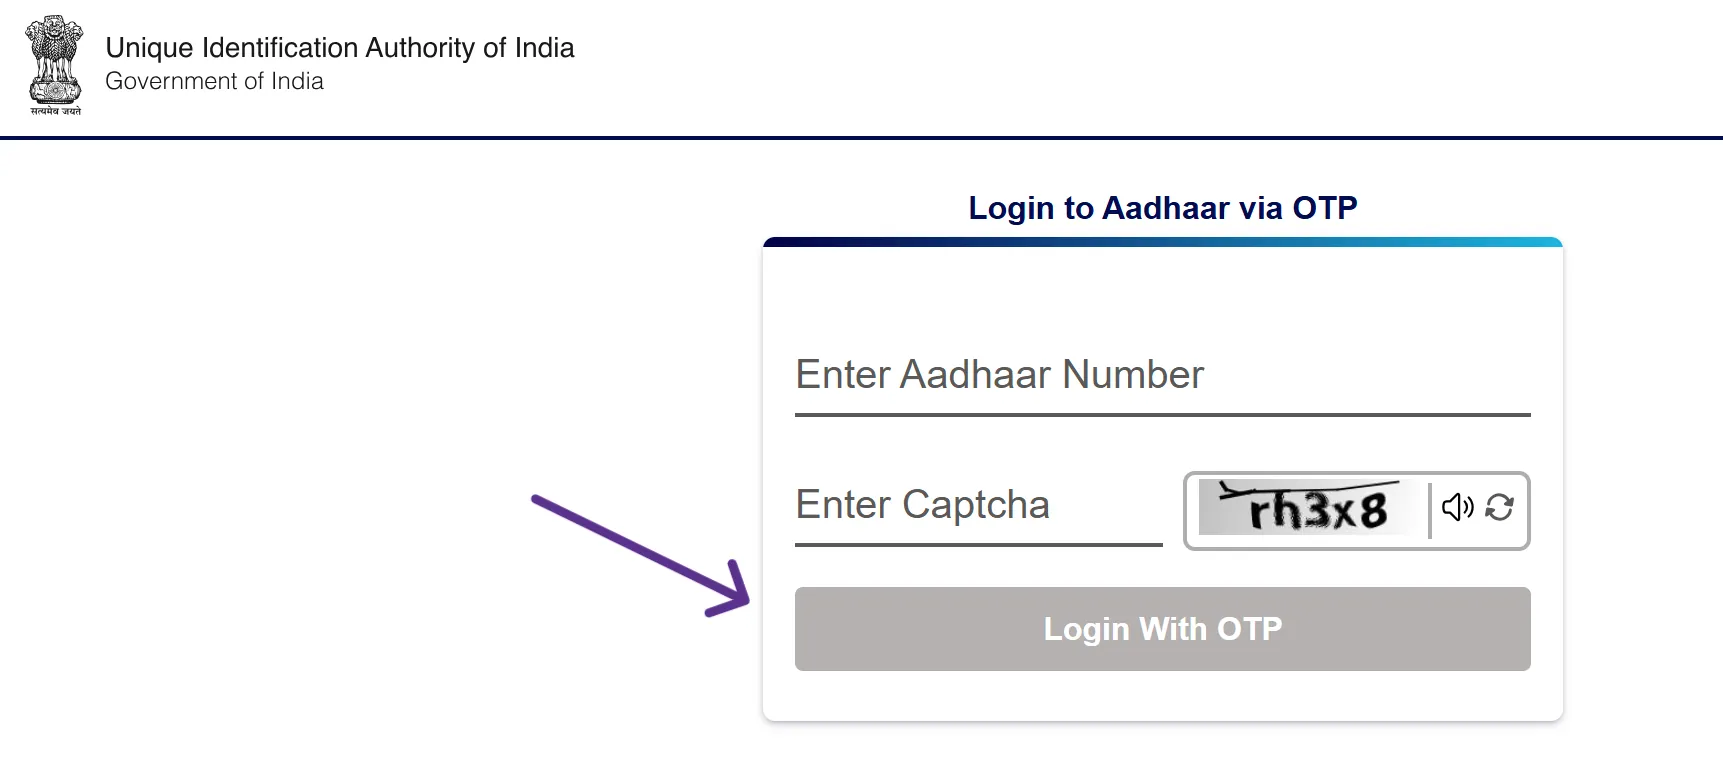 Unique Identification Authority of India
Government of India
सत्यमेव जयते
Login to Aadhaar via OTP
Enter Aadhaar Number
Enter Captcha
rh3x8
Login With OTP